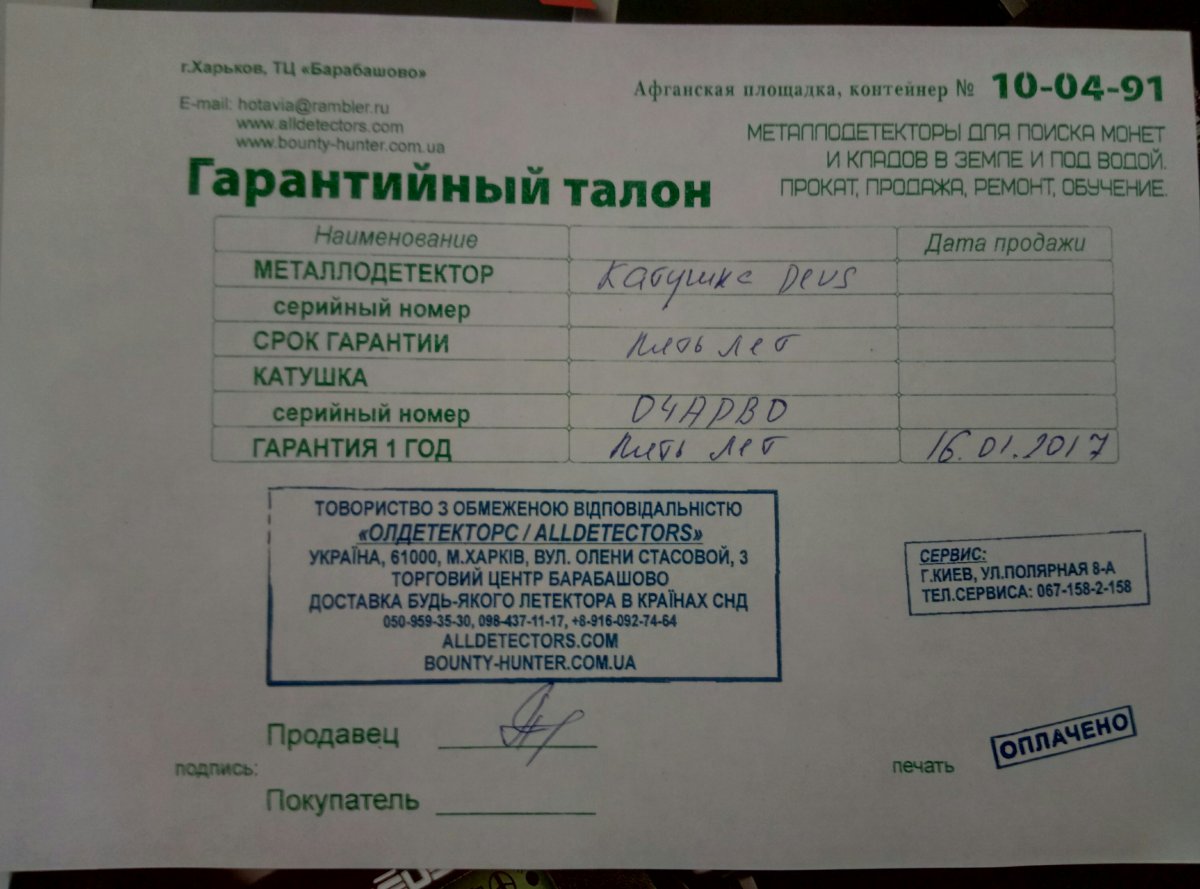 г.Харьков, ТЦ «Барабашово»
E-mail: hotavia@rambler.ru
www.alldetectors.com
www.bounty-hunter.com.ua
Афганская площадка, контейнер № 10-04-91
МЕТАЛЛОДЕТЕКТОРЫ ДЛЯ ПОИСКА МОНЕТ
И КЛАДОВ В ЗЕМЛЕ И ПОД ВОДОЙ.
ПРОКАТ, ПРОДАЖА, РЕМОНТ, ОБУЧЕНИЕ.
Гарантийный талон
Наименование Дата продажи
МЕТАЛЛОДЕТЕКТОР Катушка Deus
серийный номер
СРОК ГАРАНТИИ пять лет
КАТУШКА
серийный номер 04APBD
ГАРАНТИЯ 1 ГОД пять лет 16.01.2017
ТОВОРИСТВО З ОБМЕЖЕНОЮ ВІДПОВІДАЛЬНІСТЮ
«ОЛДЕТЕКТОРС / ALLDETECTORS»
УКРАЇНА, 61000, М.ХАРКІВ, ВУЛ. ОЛЕНИ СТАСОВОЙ, 3
ТОРГОВИЙ ЦЕНТР БАРАБАШОВО
ДОСТАВКА БУДЬ-ЯКОГО ЛЕТЕКТОРА В КРАЇНАХ СНД
050-959-35-30, 098-437-11-17, +8-916-092-74-64
ALLDETECTORS.COM
BOUNTY-HUNTER.COM.UA
СЕРВИС:
Г.КИЕВ, УЛ.ПОЛЯРНАЯ 8-А
ТЕЛ.СЕРВИСА: 067-158-2-158
Продавец
подпись:
Покупатель
печать
ОПЛАЧЕНО